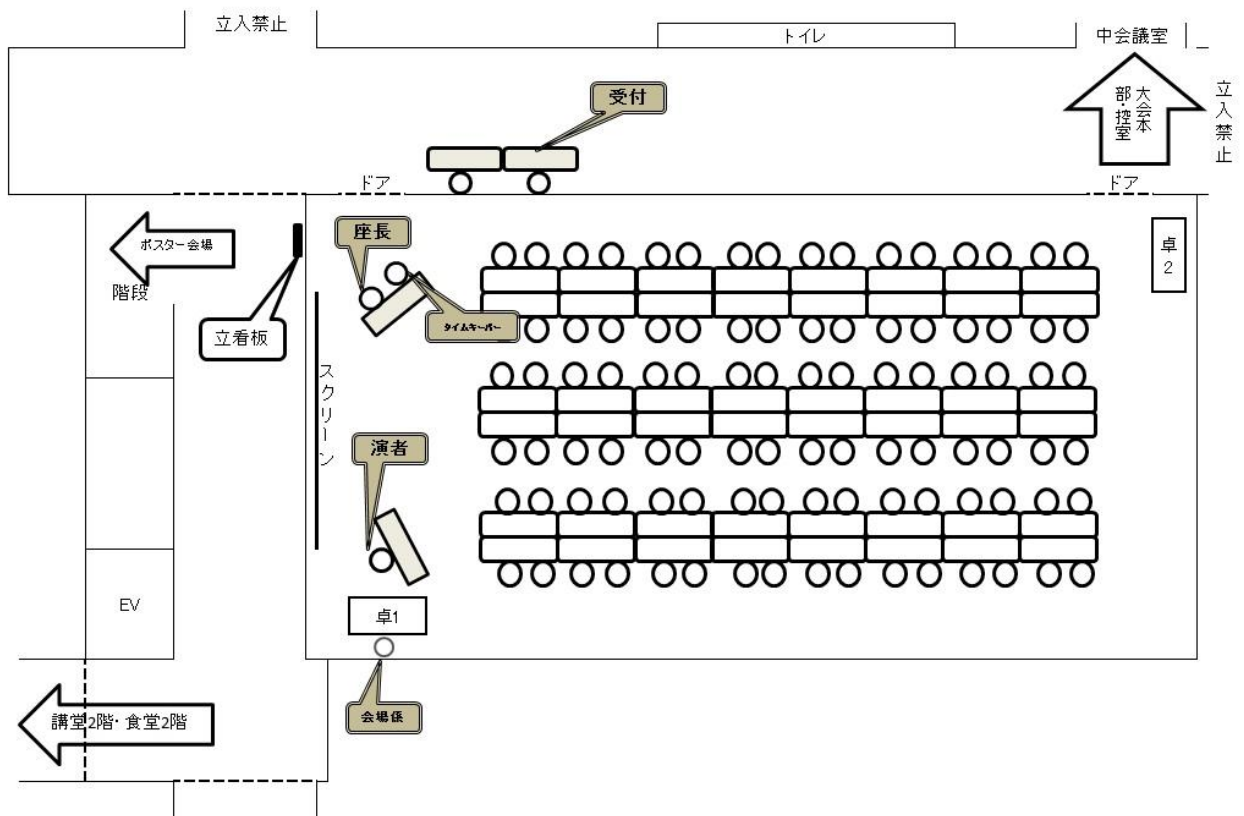 立入禁止
トイレ
中会議室
大会本
部・控室
立入禁止
受付
ドア
ドア
ポスター会場
座長
卓2
階段
タイムキーパー
立看板
スクリーン
演者
EV
卓1
講堂2階・食堂2階
会場係